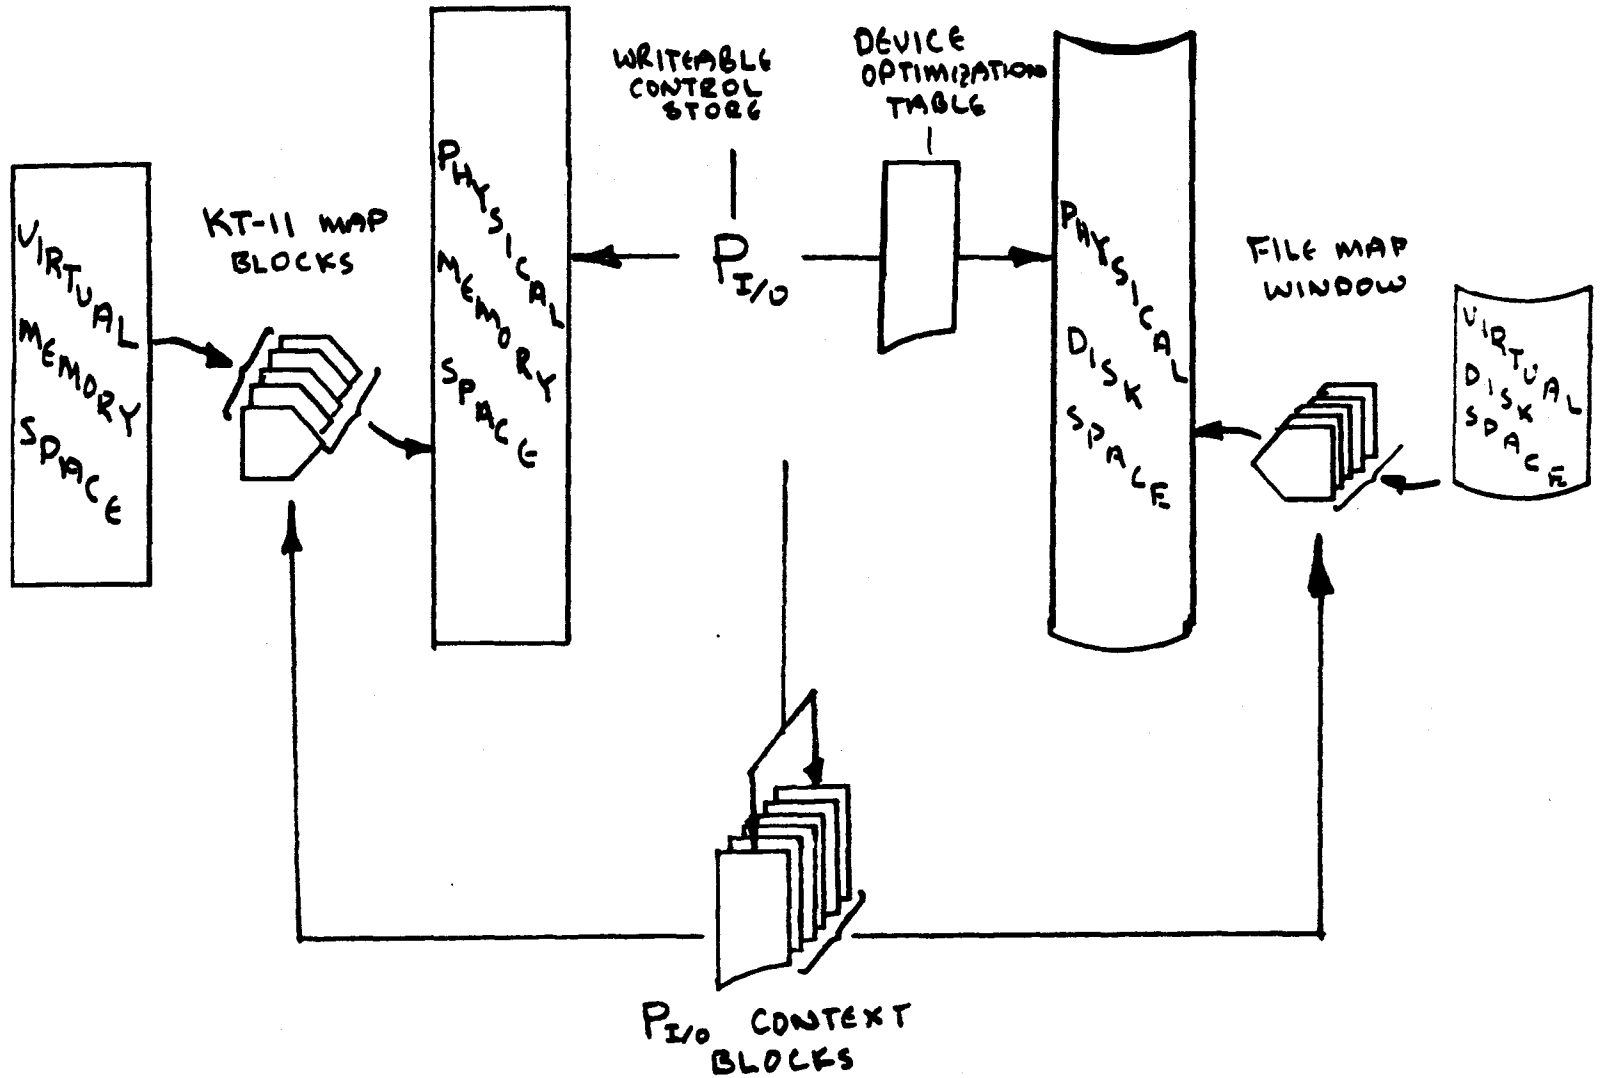 WRITEABLE
CONTROL
STORE
DEVICE
OPTIMIZATION
TABLE
VIRTUAL
MEMORY
SPACE
KT-11 MAP
BLOCKS
PHYSICAL
MEMORY
SPACE
PI/O
PHYSICAL
DISK
SPACE
FILE MAP
WINDOW
VIRTUAL
DISK
SPACE
PI/O CONTEXT
BLOCKS